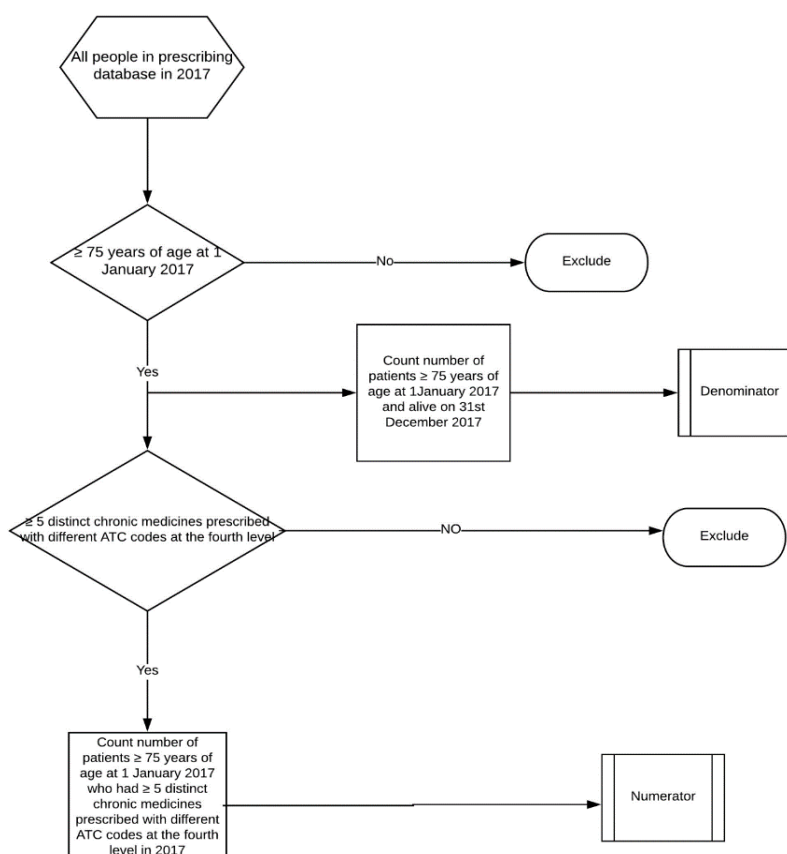 All people in prescribing
database in 2017
≥ 75 years of age at 1
January 2017
No
Exclude
Yes
Count number of
patients ≥ 75 years of
age at 1January 2017
and alive on 31st
December 2017
Denominator
≥ 5 distinct chronic medicines prescribed
with different ATC codes at the fourth level
NO
Exclude
Yes
Count number of
patients ≥ 75 years of
age at 1 January 2017
who had ≥ 5 distinct
chronic medicines
prescribed with different
ATC codes at the fourth
level in 2017
Numerator